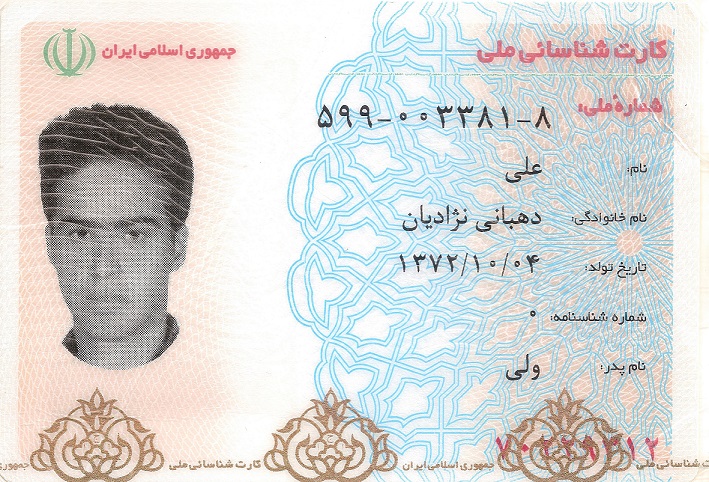 کارت شناسائی ملی
جمهوری اسلامی ایران
شمارهٔ ملی: ۵۹۹-۰۰۳۳۸۱-۸
نام: علی
نام خانوادگی: دهبانی نژادیان
تاریخ تولد: ۱۳۷۲/۱۰/۰۴
شماره شناسنامه: ۰
نام پدر: ولی
کارت شناسائی ملی جمهوری اسلامی ایران کارت شناسائی ملی جمهوری